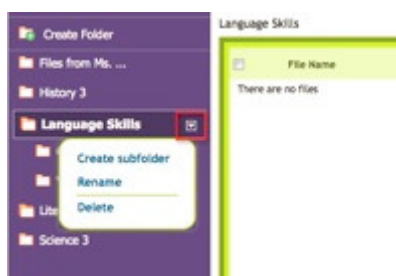 Create Folder
Files from Ms. ...
History 3
Language Skills
Create subfolder
Rename
Delete
Science 3
Language Skills
File Name
There are no files